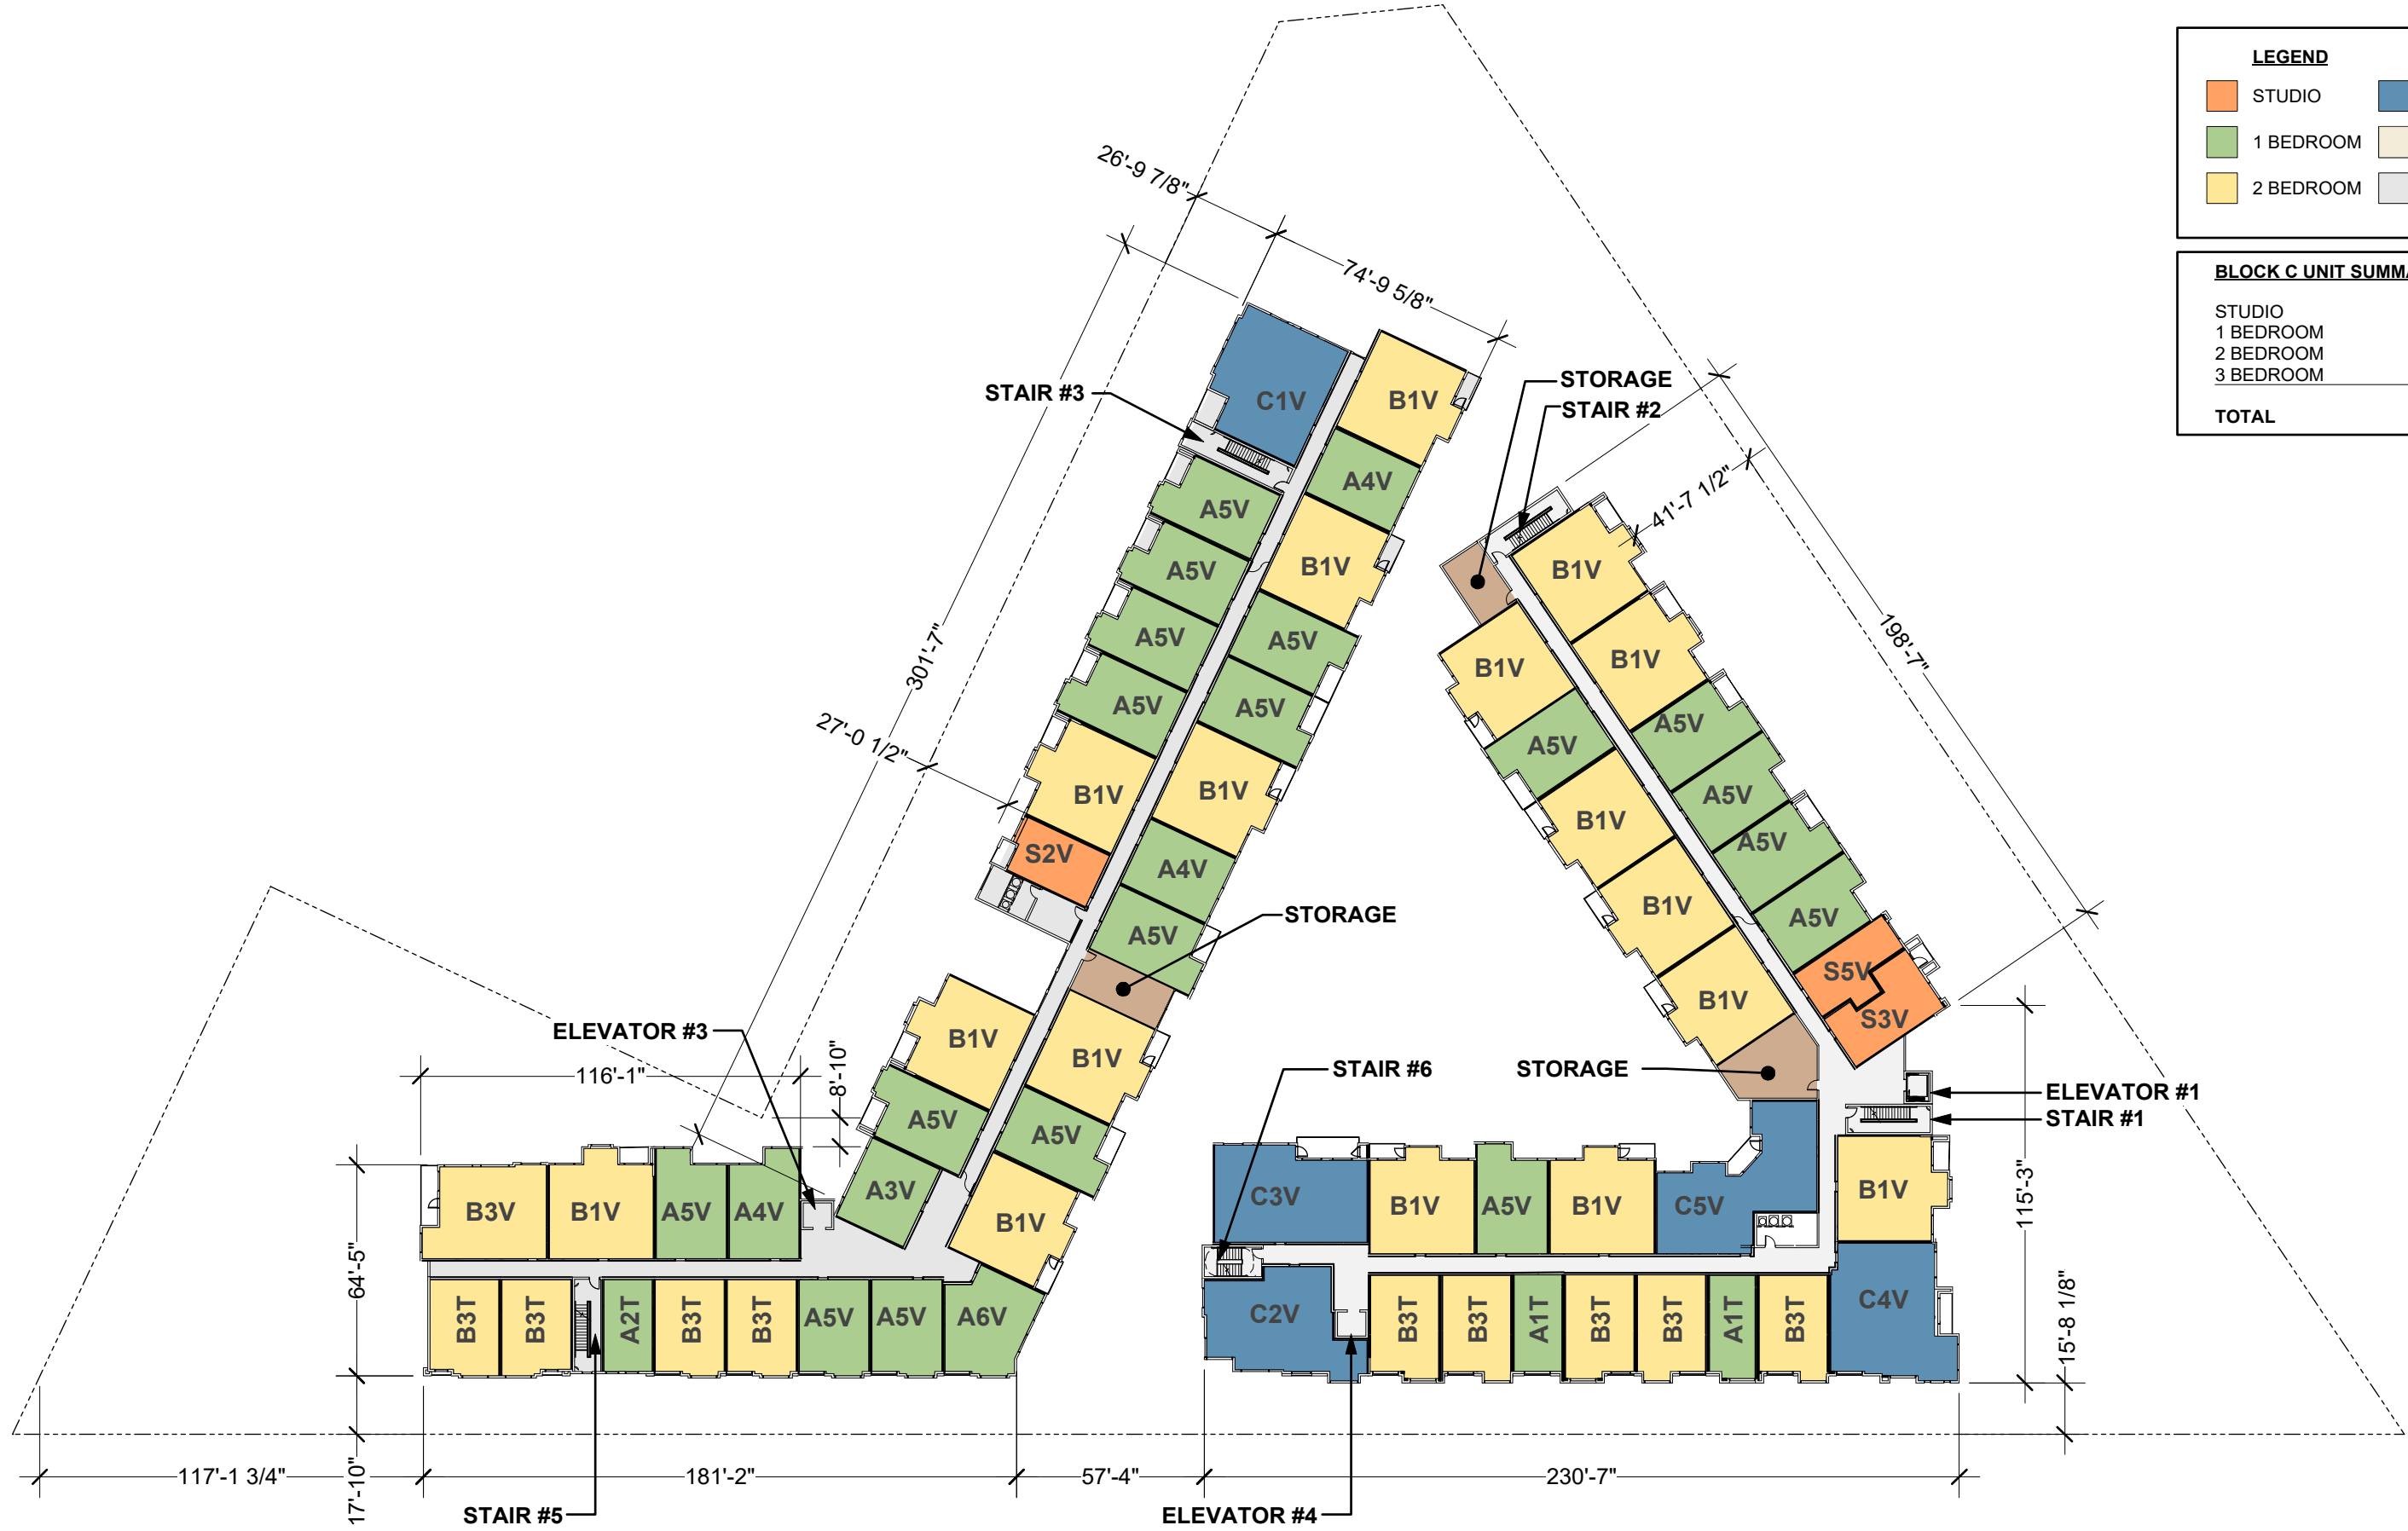 LEGEND
STUDIO
1 BEDROOM
2 BEDROOM
BLOCK C UNIT SUMMA
STUDIO
1 BEDROOM
2 BEDROOM
3 BEDROOM
TOTAL
26'-9 7/8"
74'-9 5/8"
STAIR #3
STORAGE
STAIR #2
C1V
B1V
A4V
A5V
B1V
A5V
A5V
A5V
A5V
A5V
B1V
B1V
S2V
A4V
A5V
301'-7"
27'-0 1/2"
41'-7 1/2"
198'-7"
B1V
B1V
B1V
A5V
A5V
B1V
A5V
A5V
B1V
A5V
B1V
S5V
S3V
STORAGE
ELEVATOR #3
116'-1"
8'-10"
B1V
B1V
A5V
A5V
A3V
B1V
STAIR #6
STORAGE
ELEVATOR #1
STAIR #1
B3V
B1V
A5V
A4V
64'-5"
B3T
B3T
A2T
B3T
B3T
A5V
A5V
A6V
C3V
B1V
A5V
B1V
C5V
B1V
115'-3"
C2V
B3T
B3T
A1T
B3T
B3T
A1T
B3T
C4V
15'-8 1/8"
117'-1 3/4"
17'-10"
181'-2"
57'-4"
230'-7"
STAIR #5
ELEVATOR #4